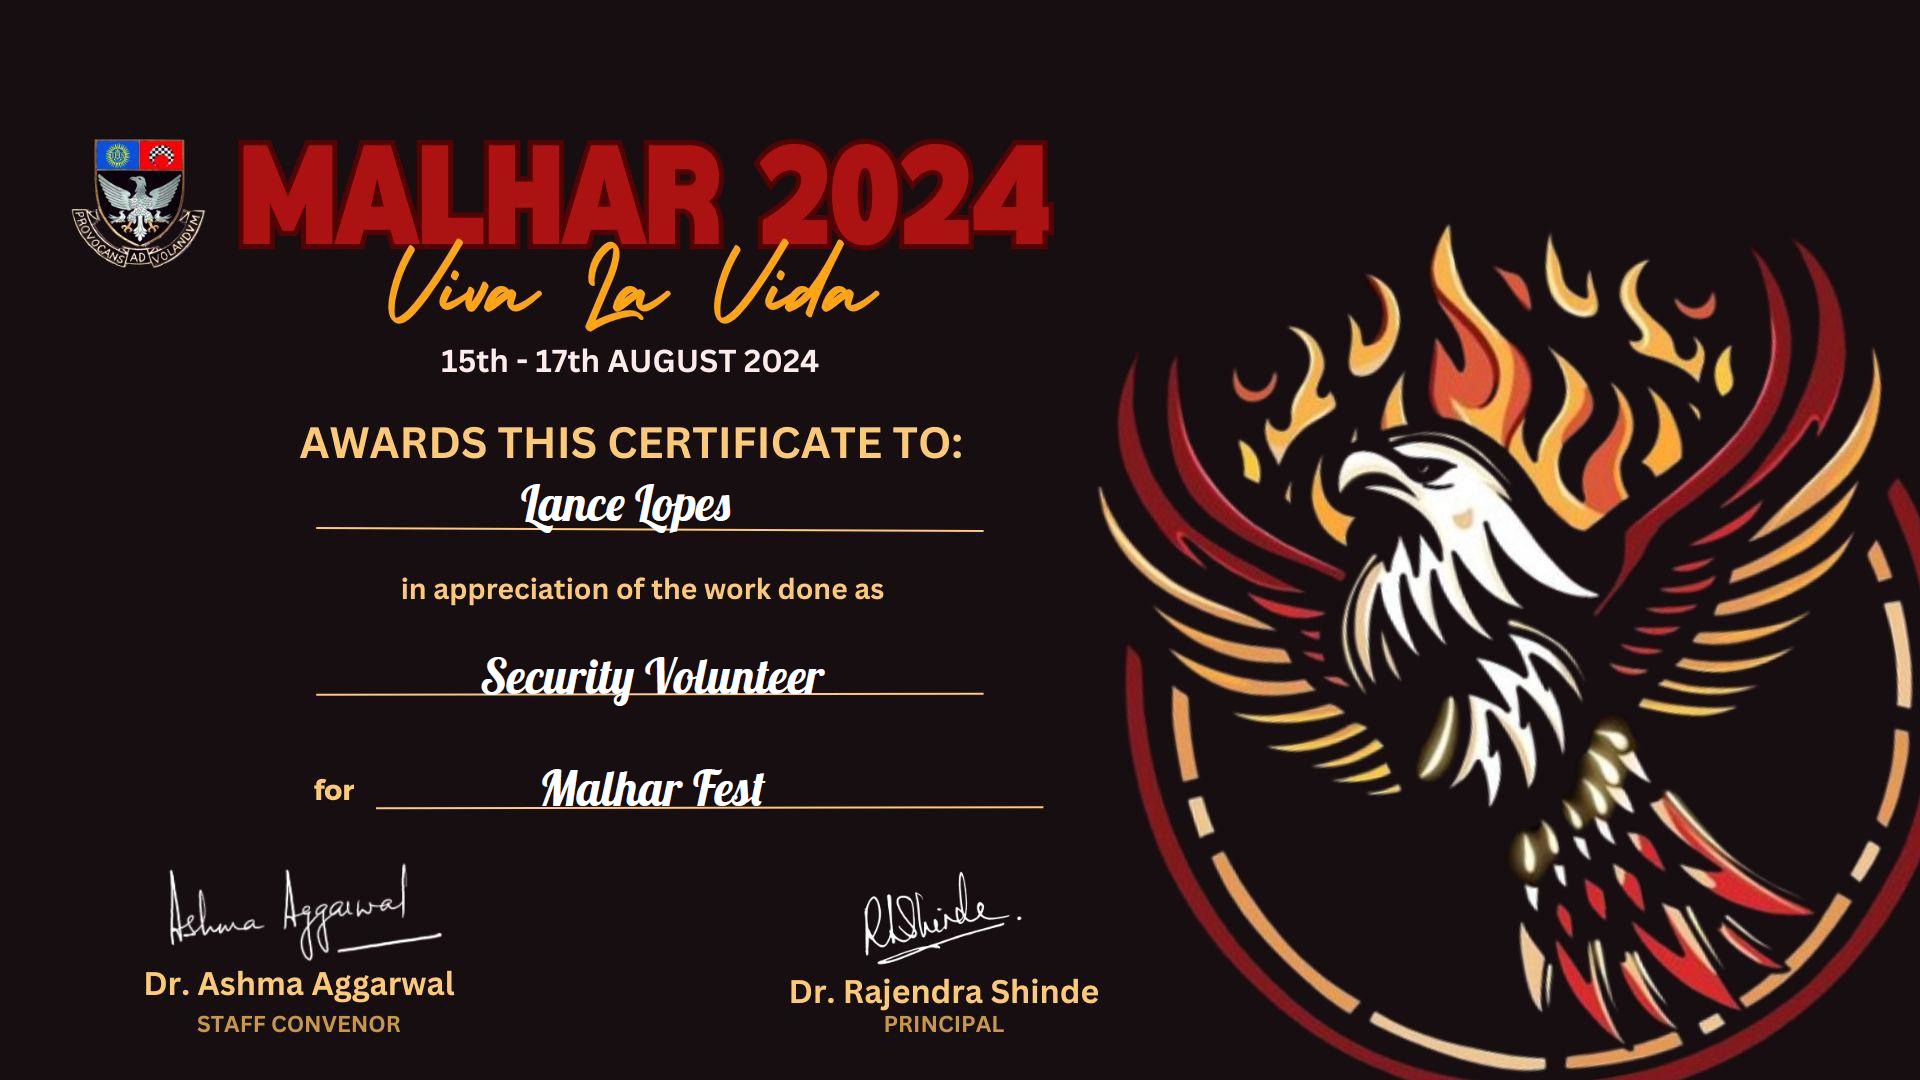 PROVOCANS AD VOLANDVM
MALHAR 2024
Viva La Vida
15th - 17th AUGUST 2024
AWARDS THIS CERTIFICATE TO:
Lance Lopes
in appreciation of the work done as
Security Volunteer
for Malhar Fest
Ashma Aggarwal
RDShinde.
Dr. Ashma Aggarwal
Dr. Rajendra Shinde
STAFF CONVENOR
PRINCIPAL